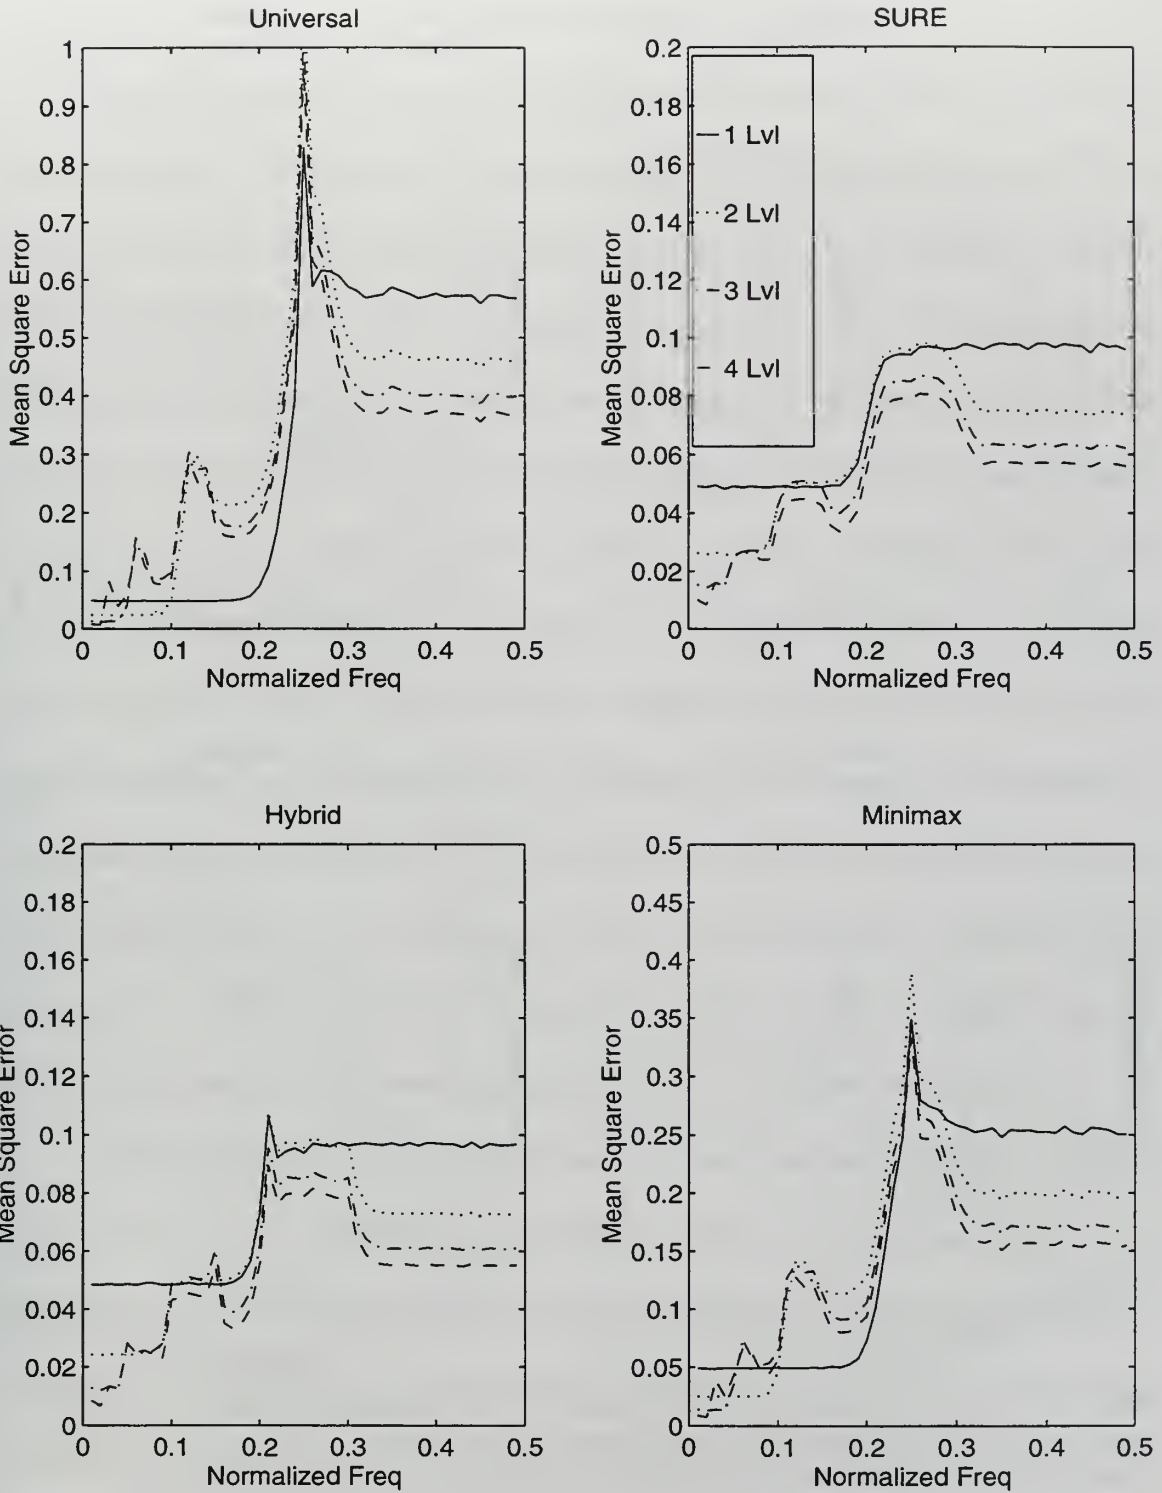 Universal
1
0.9
0.8
0.7
0.6
0.5
0.4
0.3
0.2
0.1
0
Mean Square Error
0 0.1 0.2 0.3 0.4 0.5
Normalized Freq
SURE
0.2
0.18
0.16
0.14
0.12
0.1
0.08
0.06
0.04
0.02
0
Mean Square Error
1 Lvl
2 Lvl
3 Lvl
4 Lvl
0 0.1 0.2 0.3 0.4 0.5
Normalized Freq
Hybrid
0.2
0.18
0.16
0.14
0.12
0.1
0.08
0.06
0.04
0.02
0
Mean Square Error
0 0.1 0.2 0.3 0.4 0.5
Normalized Freq
Minimax
0.5
0.45
0.4
0.35
0.3
0.25
0.2
0.15
0.1
0.05
0
Mean Square Error
0 0.1 0.2 0.3 0.4 0.5
Normalized Freq